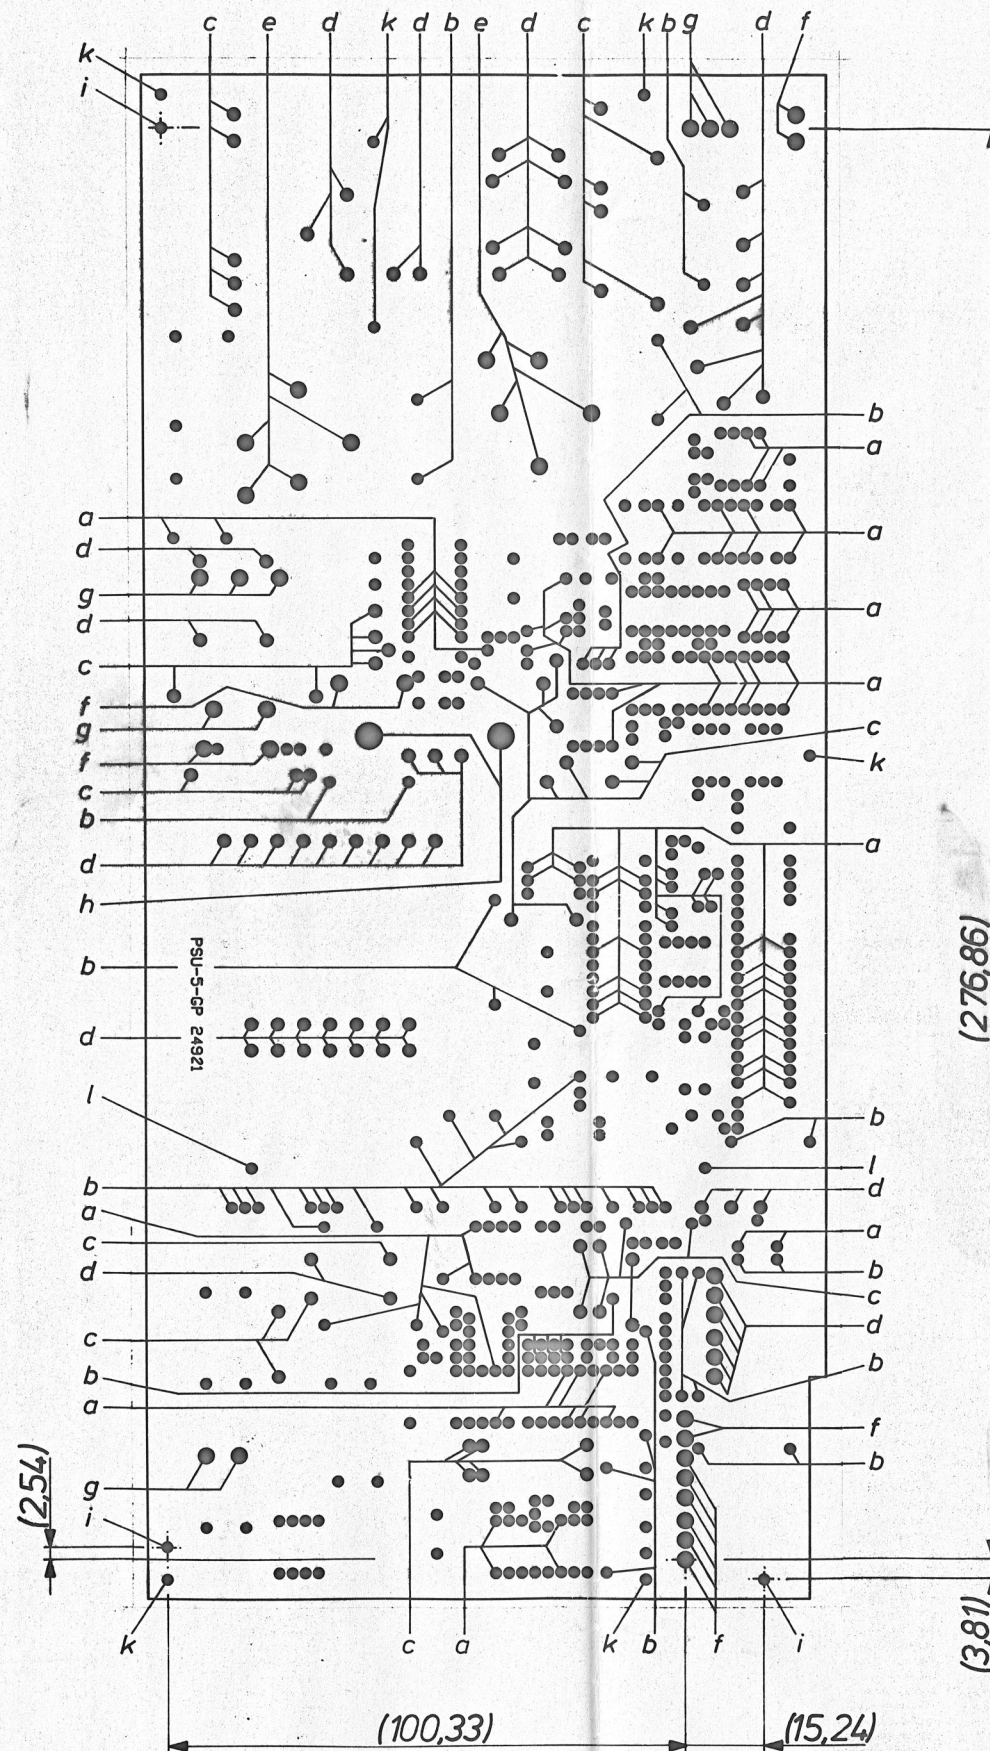 c e d k d b e d c k b g d f
k
i
b
a
a
a
d
g
a
d
c
a
f
g
c
f
k
c
b
a
d
h
b
PSU-5-GP 24921
(276,86)
d
l
b
l
b
d
a
a
c
b
d
c
d
c
b
b
a
f
b
(2,54)
g
i
k
c a k b f i
(3,81)
(100,33) (15,24)